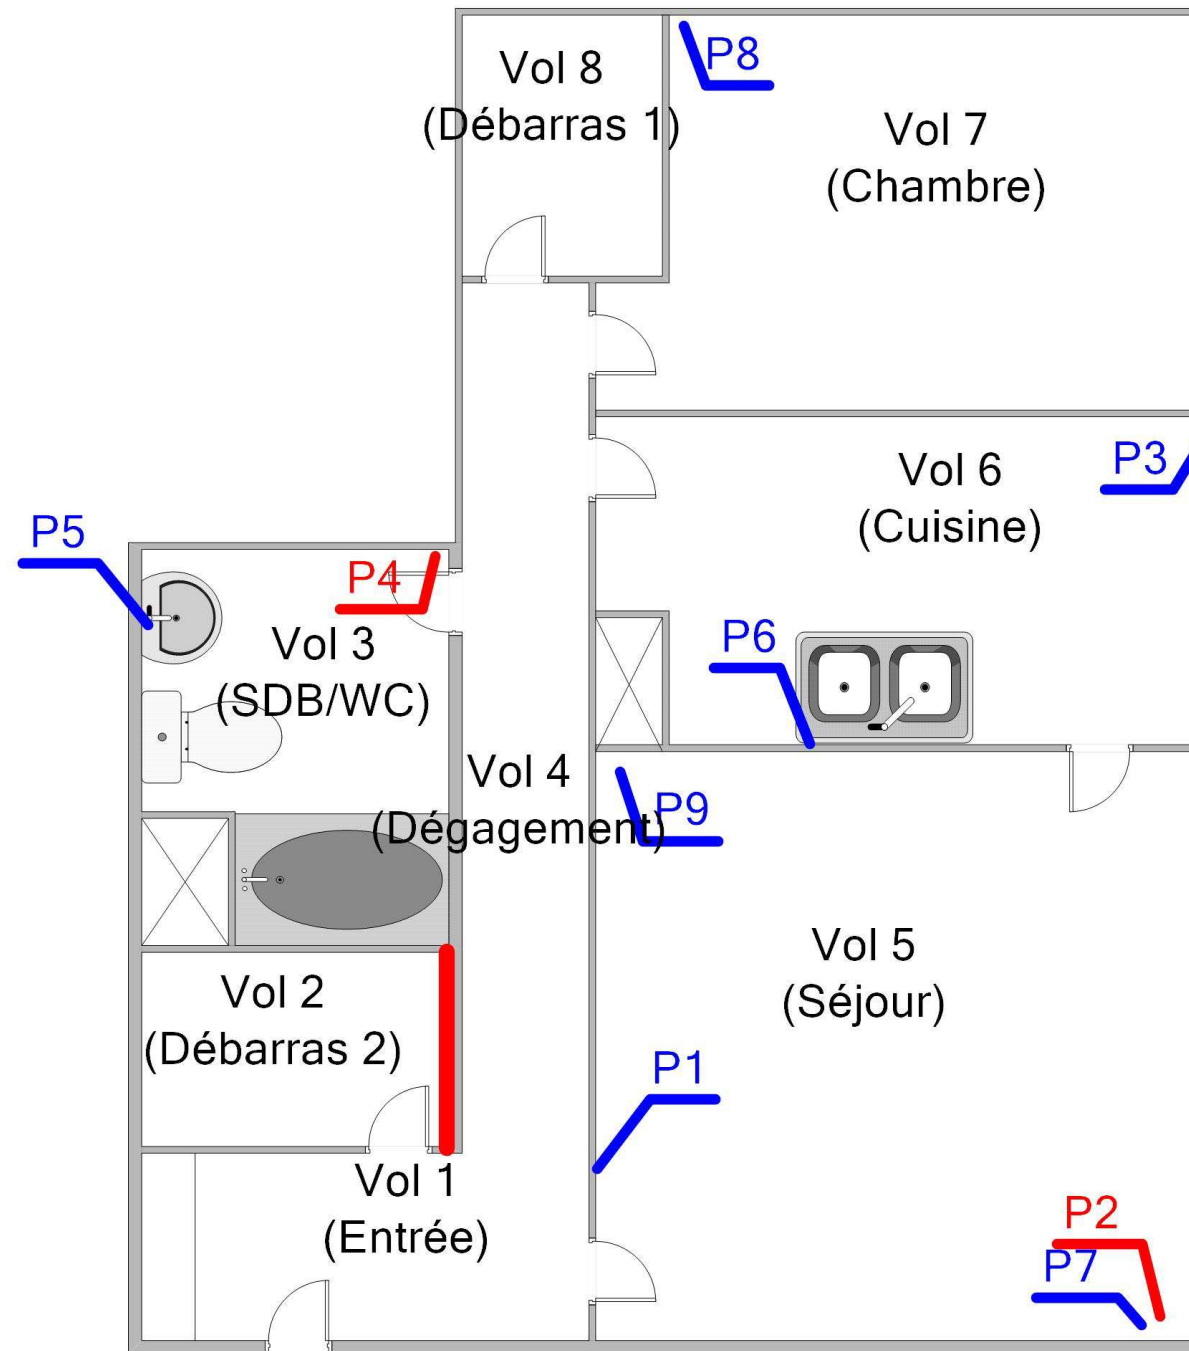 Vol 8
(Débarras 1)
P8
Vol 7
(Chambre)
Vol 6
(Cuisine)
P3
P5
P4
Vol 3
(SDB/WC)
P6
Vol 4
(Dégagement)
P9
Vol 5
(Séjour)
Vol 2
(Débarras 2)
P1
Vol 1
(Entrée)
P2
P7